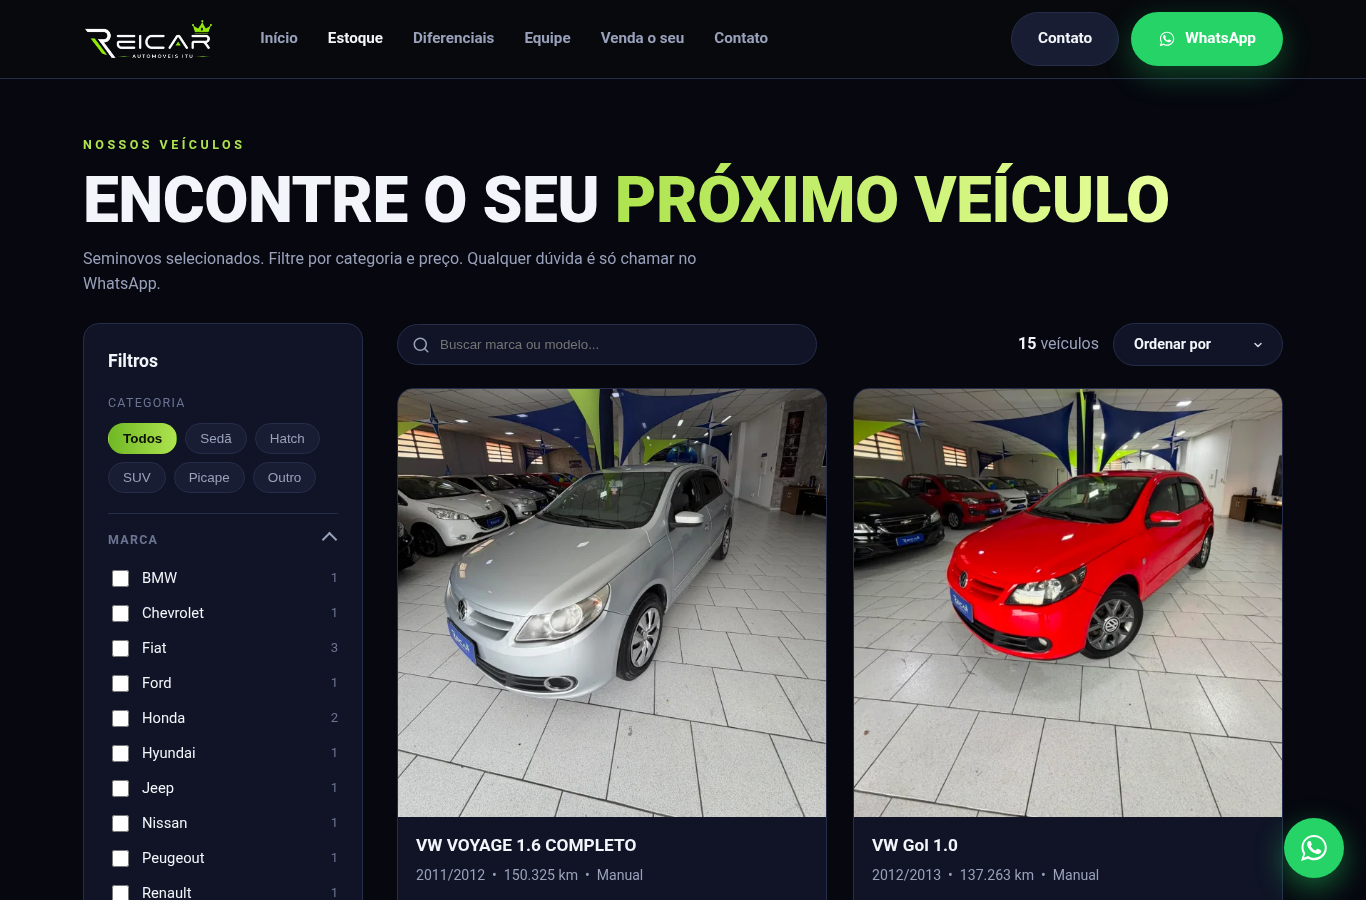 REICAR
AUTOMÓVEIS ITU
Início
Estoque
Diferenciais
Equipe
Venda o seu
Contato
Contato
WhatsApp
NOSSOS VEÍCULOS
ENCONTRE O SEU PRÓXIMO VEÍCULO
Seminovos selecionados. Filtre por categoria e preço. Qualquer dúvida é só chamar no
WhatsApp.
Filtros
CATEGORIA
Todos
Sedã
Hatch
SUV
Picape
Outro
MARCA
BMW 1
Chevrolet 1
Fiat 3
Ford 1
Honda 2
Hyundai 1
Jeep 1
Nissan 1
Peugeout 1
Renault 1
Buscar marca ou modelo...
15 veículos
Ordenar por
VW VOYAGE 1.6 COMPLETO
2011/2012 • 150.325 km • Manual
VW Gol 1.0
2012/2013 • 137.263 km • Manual